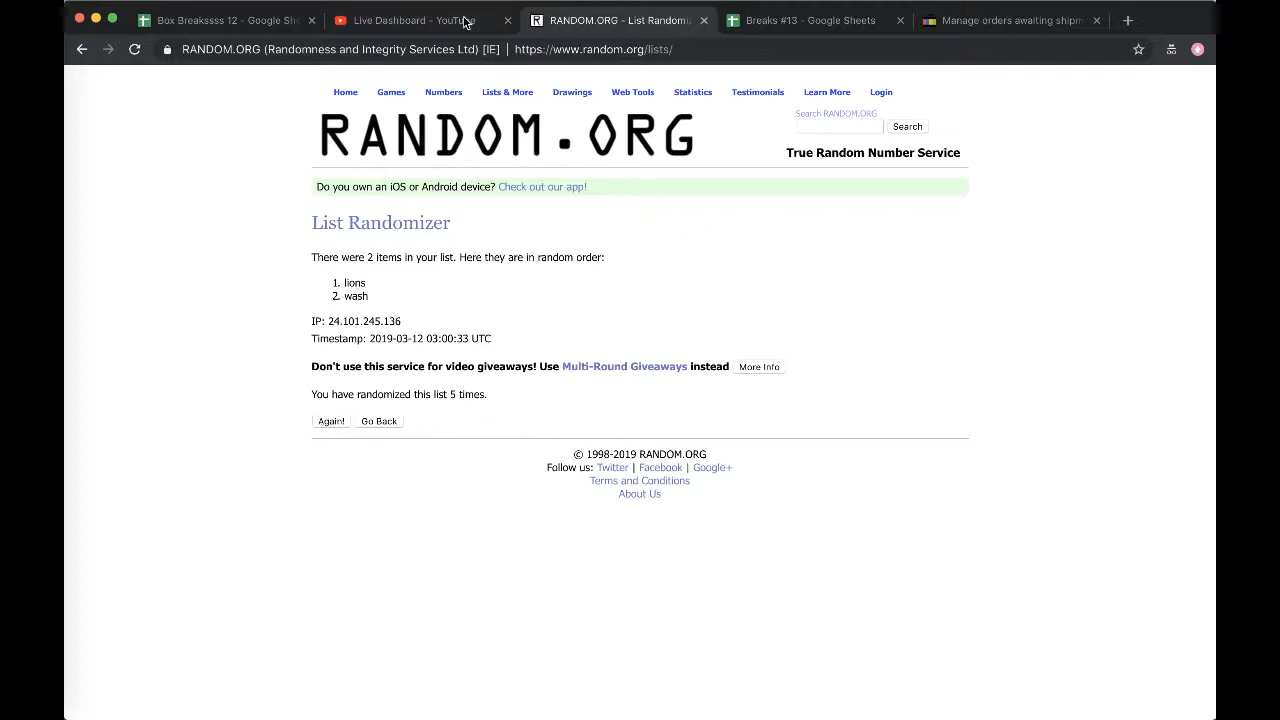 Box Breakssss 12 - Google Sh
Live Dashboard - YouTube
RANDOM.ORG - List Randomi
Breaks #13 - Google Sheets
Manage orders awaiting shipm
RANDOM.ORG (Randomness and Integrity Services Ltd) [IE] | https://www.random.org/lists/
Home Games Numbers Lists & More Drawings Web Tools Statistics Testimonials Learn More Login
RANDOM.ORG
Search RANDOM.ORG
Search
True Random Number Service
Do you own an iOS or Android device? Check out our app!
List Randomizer
There were 2 items in your list. Here they are in random order:
1. lions
2. wash
IP: 24.101.245.136
Timestamp: 2019-03-12 03:00:33 UTC
Don't use this service for video giveaways! Use Multi-Round Giveaways instead More Info
You have randomized this list 5 times.
Again! Go Back
© 1998-2019 RANDOM.ORG
Follow us: Twitter | Facebook | Google+
Terms and Conditions
About Us